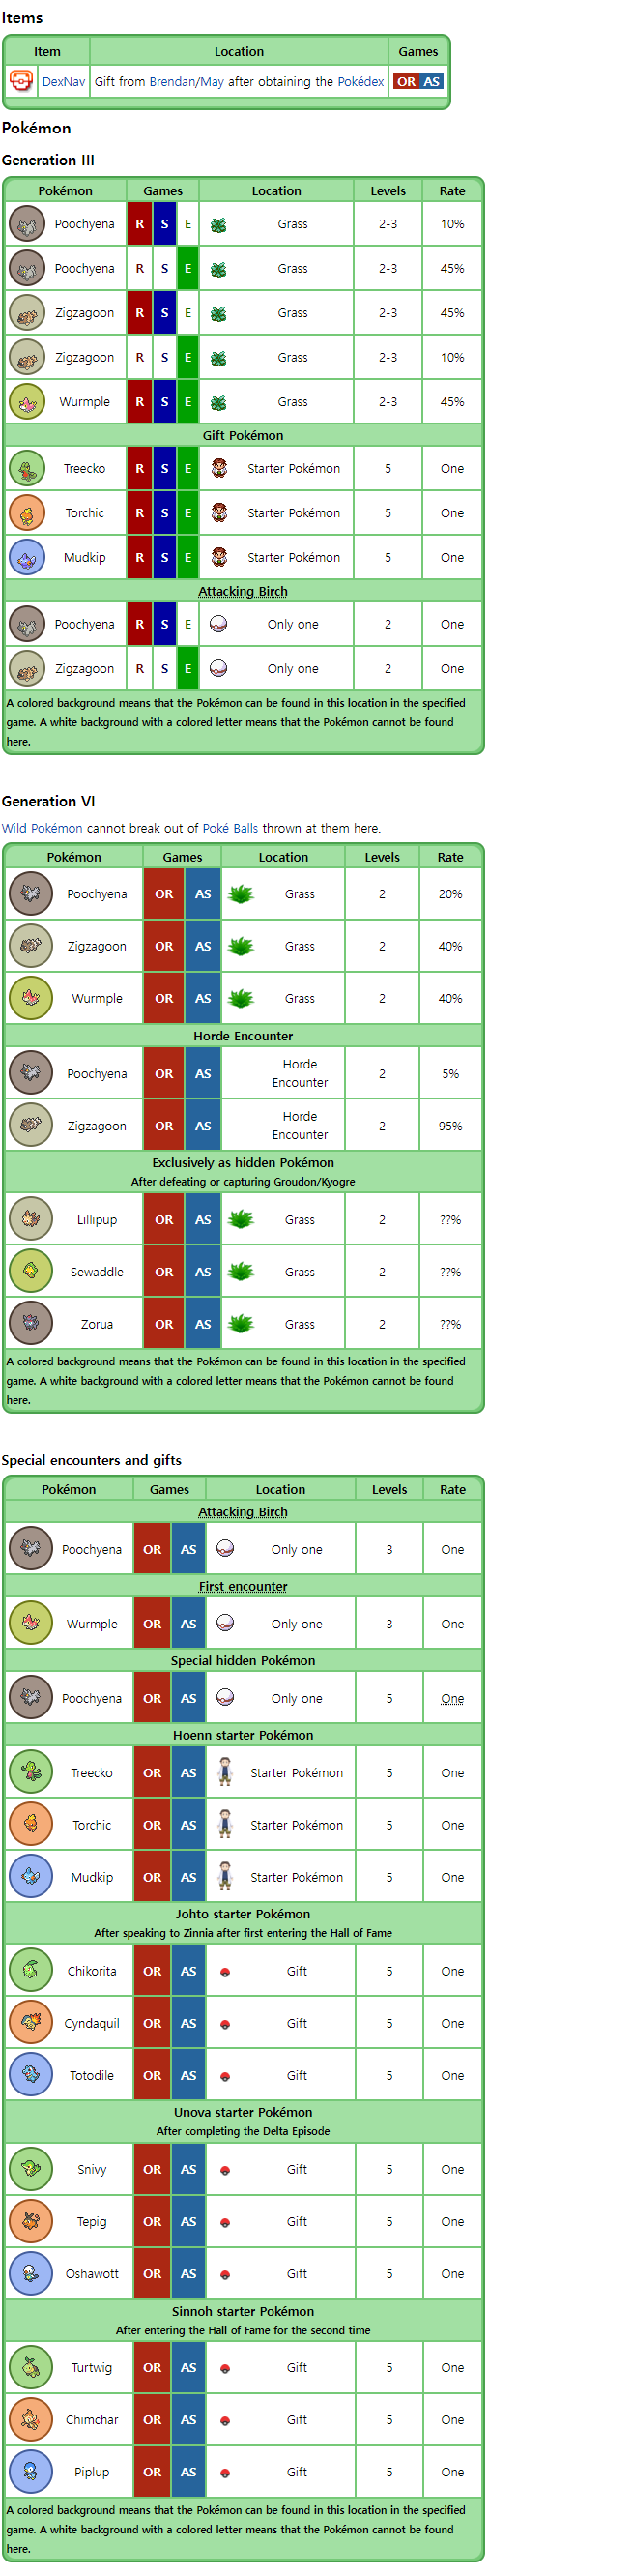 Items
Item Location Games
DexNav Gift from Brendan/May after obtaining the Pokédex OR AS
Pokémon
Generation III
Pokémon Games Location Levels Rate
Poochyena R S E Grass 2-3 10%
Poochyena R S E Grass 2-3 45%
Zigzagoon R S E Grass 2-3 45%
Zigzagoon R S E Grass 2-3 10%
Wurmple R S E Grass 2-3 45%
Gift Pokémon
Treecko R S E Starter Pokémon 5 One
Torchic R S E Starter Pokémon 5 One
Mudkip R S E Starter Pokémon 5 One
Attacking Birch
Poochyena R S E Only one 2 One
Zigzagoon R S E Only one 2 One
A colored background means that the Pokémon can be found in this location in the specified
game. A white background with a colored letter means that the Pokémon cannot be found
here.
Generation VI
Wild Pokémon cannot break out of Poké Balls thrown at them here.
Pokémon Games Location Levels Rate
Poochyena OR AS Grass 2 20%
Zigzagoon OR AS Grass 2 40%
Wurmple OR AS Grass 2 40%
Horde Encounter
Poochyena OR AS Horde Encounter 2 5%
Zigzagoon OR AS Horde Encounter 2 95%
Exclusively as hidden Pokémon
After defeating or capturing Groudon/Kyogre
Lillipup OR AS Grass 2 ??%
Sewaddle OR AS Grass 2 ??%
Zorua OR AS Grass 2 ??%
A colored background means that the Pokémon can be found in this location in the specified
game. A white background with a colored letter means that the Pokémon cannot be found
here.
Special encounters and gifts
Pokémon Games Location Levels Rate
Attacking Birch
Poochyena OR AS Only one 3 One
First encounter
Wurmple OR AS Only one 3 One
Special hidden Pokémon
Poochyena OR AS Only one 5 One
Hoenn starter Pokémon
Treecko OR AS Starter Pokémon 5 One
Torchic OR AS Starter Pokémon 5 One
Mudkip OR AS Starter Pokémon 5 One
Johto starter Pokémon
After speaking to Zinnia after first entering the Hall of Fame
Chikorita OR AS Gift 5 One
Cyndaquil OR AS Gift 5 One
Totodile OR AS Gift 5 One
Unova starter Pokémon
After completing the Delta Episode
Snivy OR AS Gift 5 One
Tepig OR AS Gift 5 One
Oshawott OR AS Gift 5 One
Sinnoh starter Pokémon
After entering the Hall of Fame for the second time
Turtwig OR AS Gift 5 One
Chimchar OR AS Gift 5 One
Piplup OR AS Gift 5 One
A colored background means that the Pokémon can be found in this location in the specified
game. A white background with a colored letter means that the Pokémon cannot be found
here.